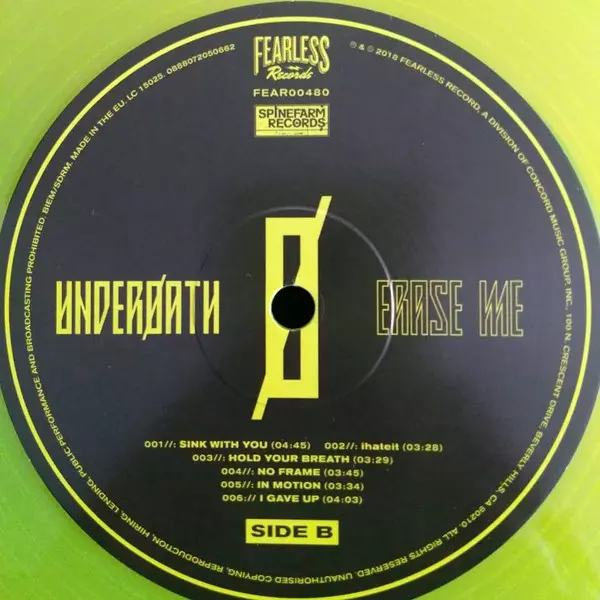 FEARLESS
Records
FEAR00480
SPINEFARM
RECORDS
UNDERØATH
ERASE ME
001//: SINK WITH YOU (04:45) 002//: ihateit (03:28)
003//: HOLD YOUR BREATH (03:29)
004//: NO FRAME (03:45)
005//: IN MOTION (03:34)
006:// I GAVE UP (04:03)
SIDE B
℗ & © 2018 FEARLESS RECORD, A DIVISION OF CONCORD MUSIC GROUP, INC., 100 N. CRESCENT DRIVE, BEVERLY HILLS, CA 90210. ALL RIGHTS RESERVED. UNAUTHORISED COPYING, REPRODUCTION, HIRING, LENDING, PUBLIC PERFORMANCE AND BROADCASTING PROHIBITED. BIEM/SDRM. MADE IN THE EU. LC 15025. 0888072050662